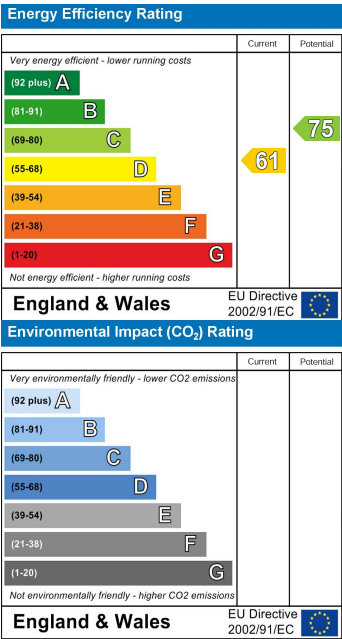 Energy Efficiency Rating
Current Potential
Very energy efficient - lower running costs
(92 plus) A
(81-91) B
(69-80) C
(55-68) D
(39-54) E
(21-38) F
(1-20) G
61
75
Not energy efficient - higher running costs
England & Wales
EU Directive
2002/91/EC
Environmental Impact (CO₂) Rating
Current Potential
Very environmentally friendly - lower CO2 emissions
(92 plus) A
(81-91) B
(69-80) C
(55-68) D
(39-54) E
(21-38) F
(1-20) G
Not environmentally friendly - higher CO2 emissions
England & Wales
EU Directive
2002/91/EC